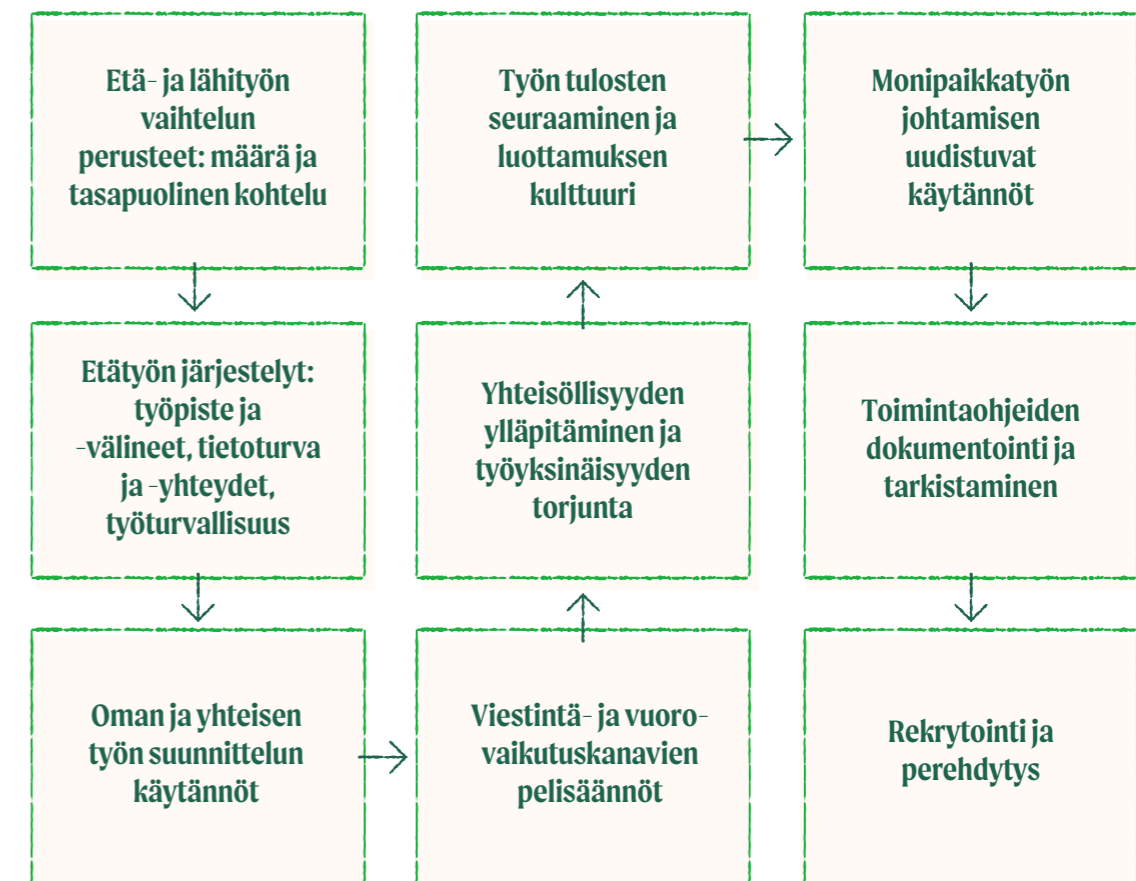 Etä- ja lähityön
vaihtelun
perusteet: määrä ja
tasapuolinen kohtelu
Etätyön järjestelyt:
työpiste ja
-välineet, tietoturva
ja -yhteydet,
työturvallisuus
Oman ja yhteisen
työn suunnittelun
käytännöt
Viestintä- ja vuoro-
vaikutuskanavien
pelisäännöt
Yhteisöllisyyden
ylläpitäminen ja
työyksinäisyyden
torjunta
Työn tulosten
seuraaminen ja
luottamuksen
kulttuuri
Monipaikkatyön
johtamisen
uudistuvat
käytännöt
Toimintaohjeiden
dokumentointi ja
tarkistaminen
Rekrytointi ja
perehdytys